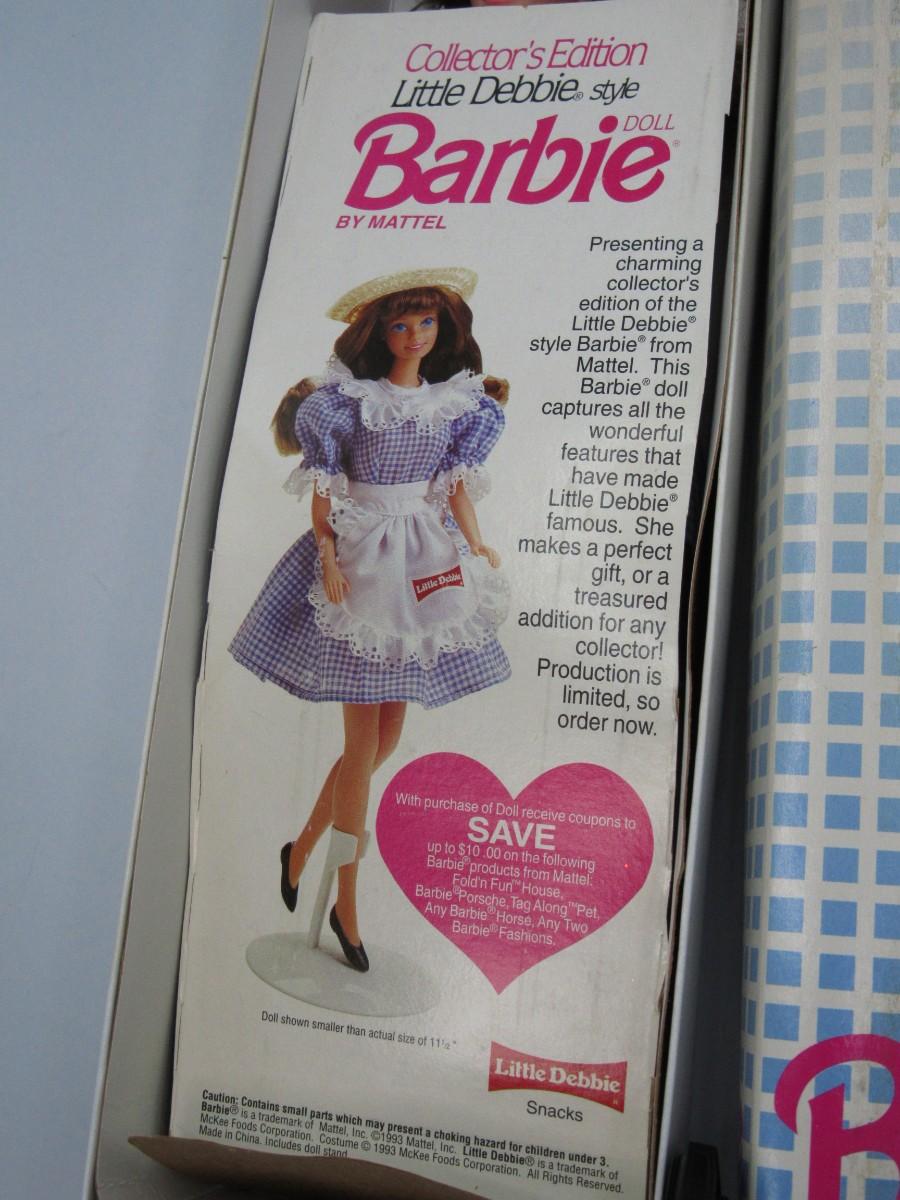 Collector's Edition
Little Debbie® style
Barbie® DOLL
BY MATTEL
Presenting a
charming
collector's
edition of the
Little Debbie®
style Barbie® from
Mattel. This
Barbie® doll
captures all the
wonderful
features that
have made
Little Debbie®
famous. She
makes a perfect
gift, or a
treasured
addition for any
collector!
Production is
limited, so
order now.
Little Debbie
With purchase of Doll receive coupons to
SAVE
up to $10.00 on the following
Barbie® products from Mattel:
Fold'n Fun™ House,
Barbie® Porsche, Tag Along™ Pet,
Any Barbie® Horse, Any Two
Barbie® Fashions.
Doll shown smaller than actual size of 11½"
Little Debbie®
Snacks
Caution: Contains small parts which may present a choking hazard for children under 3.
Barbie® is a trademark of Mattel, Inc. ©1993 Mattel, Inc. Little Debbie® is a trademark of
McKee Foods Corporation. Costume © 1993 McKee Foods Corporation. All Rights Reserved.
Made in China. Includes doll stand
B